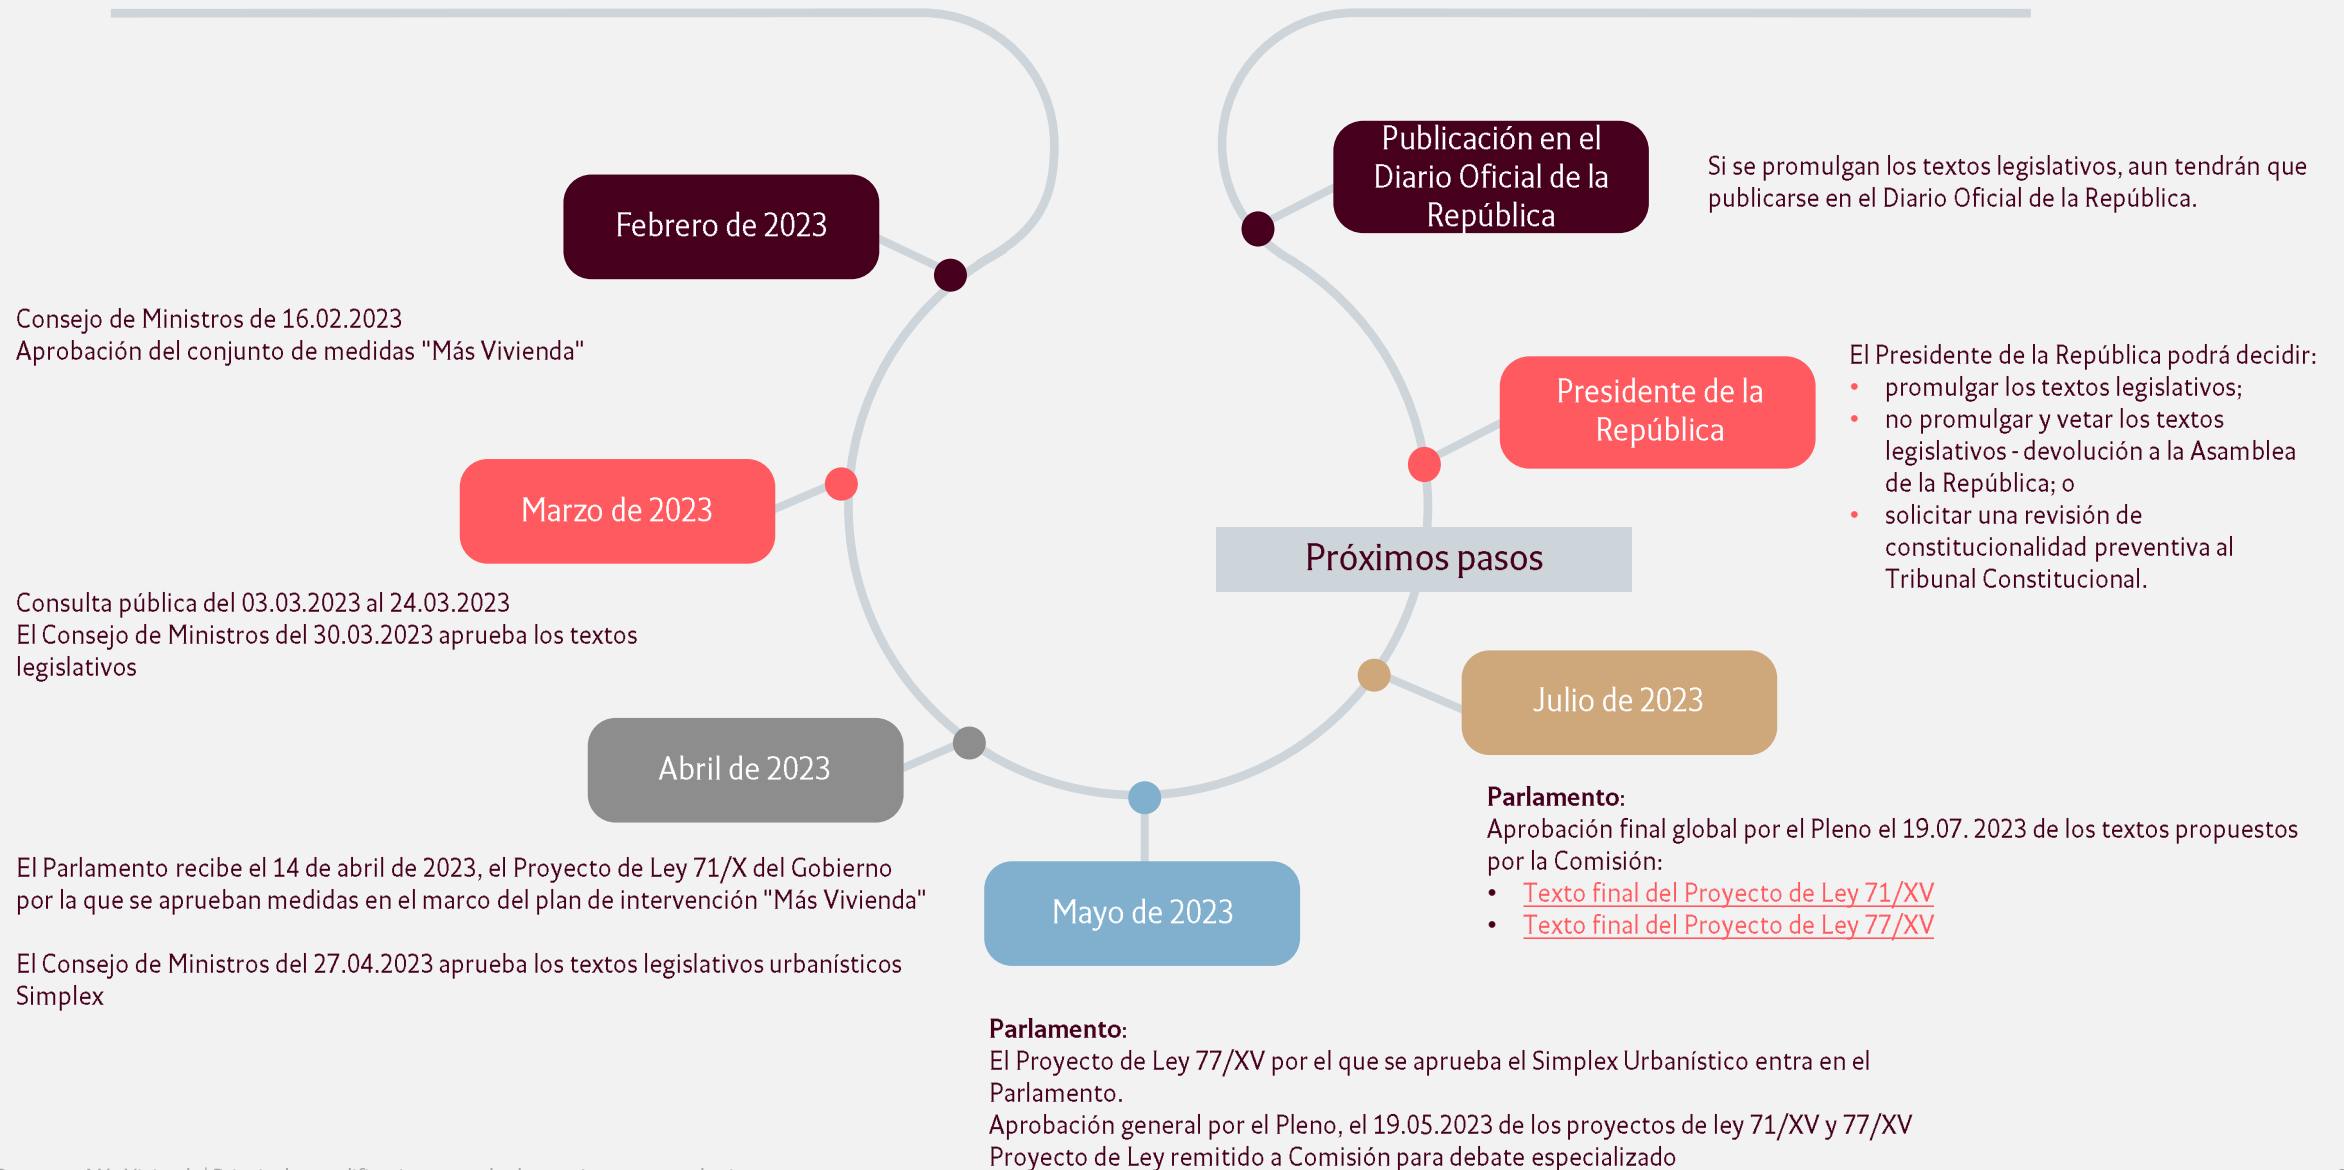 Febrero de 2023
Consejo de Ministros de 16.02.2023
Aprobación del conjunto de medidas "Más Vivienda"
Marzo de 2023
Consulta pública del 03.03.2023 al 24.03.2023
El Consejo de Ministros del 30.03.2023 aprueba los textos
legislativos
Abril de 2023
El Parlamento recibe el 14 de abril de 2023, el Proyecto de Ley 71/X del Gobierno
por la que se aprueban medidas en el marco del plan de intervención "Más Vivienda"
El Consejo de Ministros del 27.04.2023 aprueba los textos legislativos urbanísticos
Simplex
Mayo de 2023
Parlamento:
El Proyecto de Ley 77/XV por el que se aprueba el Simplex Urbanístico entra en el
Parlamento.
Aprobación general por el Pleno, el 19.05.2023 de los proyectos de ley 71/XV y 77/XV
Proyecto de Ley remitido a Comisión para debate especializado
Julio de 2023
Parlamento:
Aprobación final global por el Pleno el 19.07. 2023 de los textos propuestos
por la Comisión:
• Texto final del Proyecto de Ley 71/XV
• Texto final del Proyecto de Ley 77/XV
Próximos pasos
Presidente de la
República
El Presidente de la República podrá decidir:
• promulgar los textos legislativos;
• no promulgar y vetar los textos
legislativos - devolución a la Asamblea
de la República; o
• solicitar una revisión de
constitucionalidad preventiva al
Tribunal Constitucional.
Publicación en el
Diario Oficial de la
República
Si se promulgan los textos legislativos, aun tendrán que
publicarse en el Diario Oficial de la República.